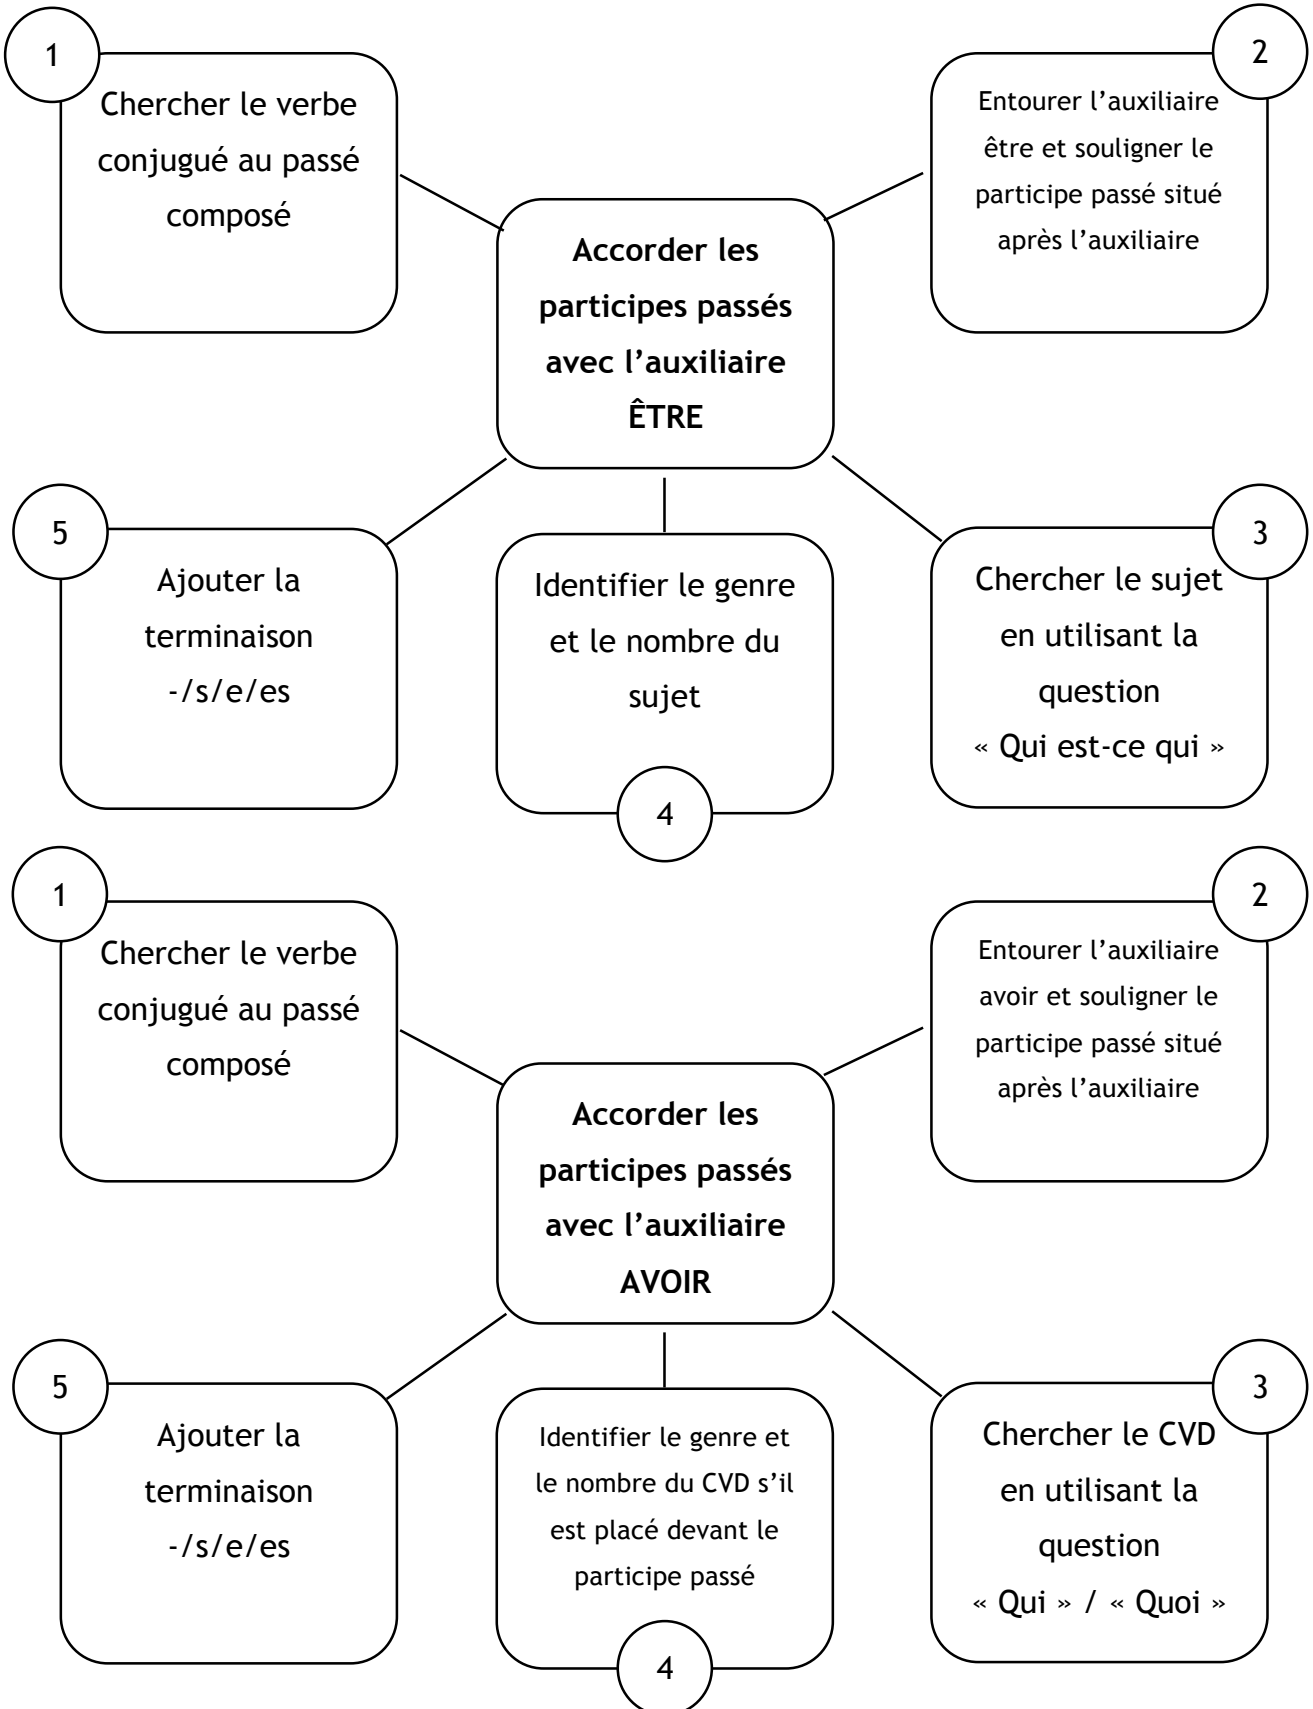 1
Chercher le verbe
conjugué au passé
composé
2
Entourer l’auxiliaire
être et souligner le
participe passé situé
après l’auxiliaire
Accorder les
participes passés
avec l’auxiliaire
ÊTRE
5
Ajouter la
terminaison
-/s/e/es
Identifier le genre
et le nombre du
sujet
4
3
Chercher le sujet
en utilisant la
question
« Qui est-ce qui »
1
Chercher le verbe
conjugué au passé
composé
2
Entourer l’auxiliaire
avoir et souligner le
participe passé situé
après l’auxiliaire
Accorder les
participes passés
avec l’auxiliaire
AVOIR
5
Ajouter la
terminaison
-/s/e/es
Identifier le genre et
le nombre du CVD s’il
est placé devant le
participe passé
4
3
Chercher le CVD
en utilisant la
question
« Qui » / « Quoi »